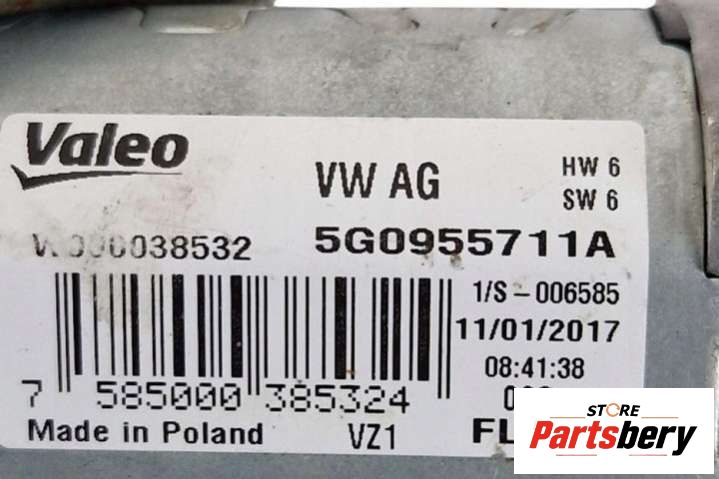 Valeo
VW AG
HW 6
SW 6
W000038532
5G0955711A
1/S - 006585
11/01/2017
08:41:38
7 585000 385324
Made in Poland
VZ1
STORE
Partsbery